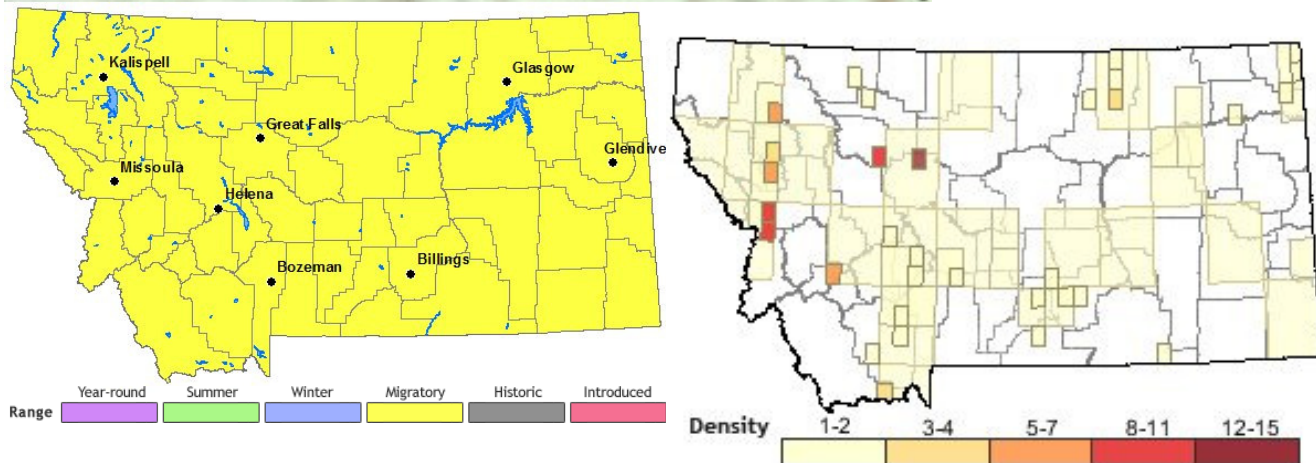 Kalispell
Glasgow
Great Falls
Glendive
Missoula
Helena
Bozeman
Billings
Year-round Summer Winter Migratory Historic Introduced
Range
Density 1-2 3-4 5-7 8-11 12-15